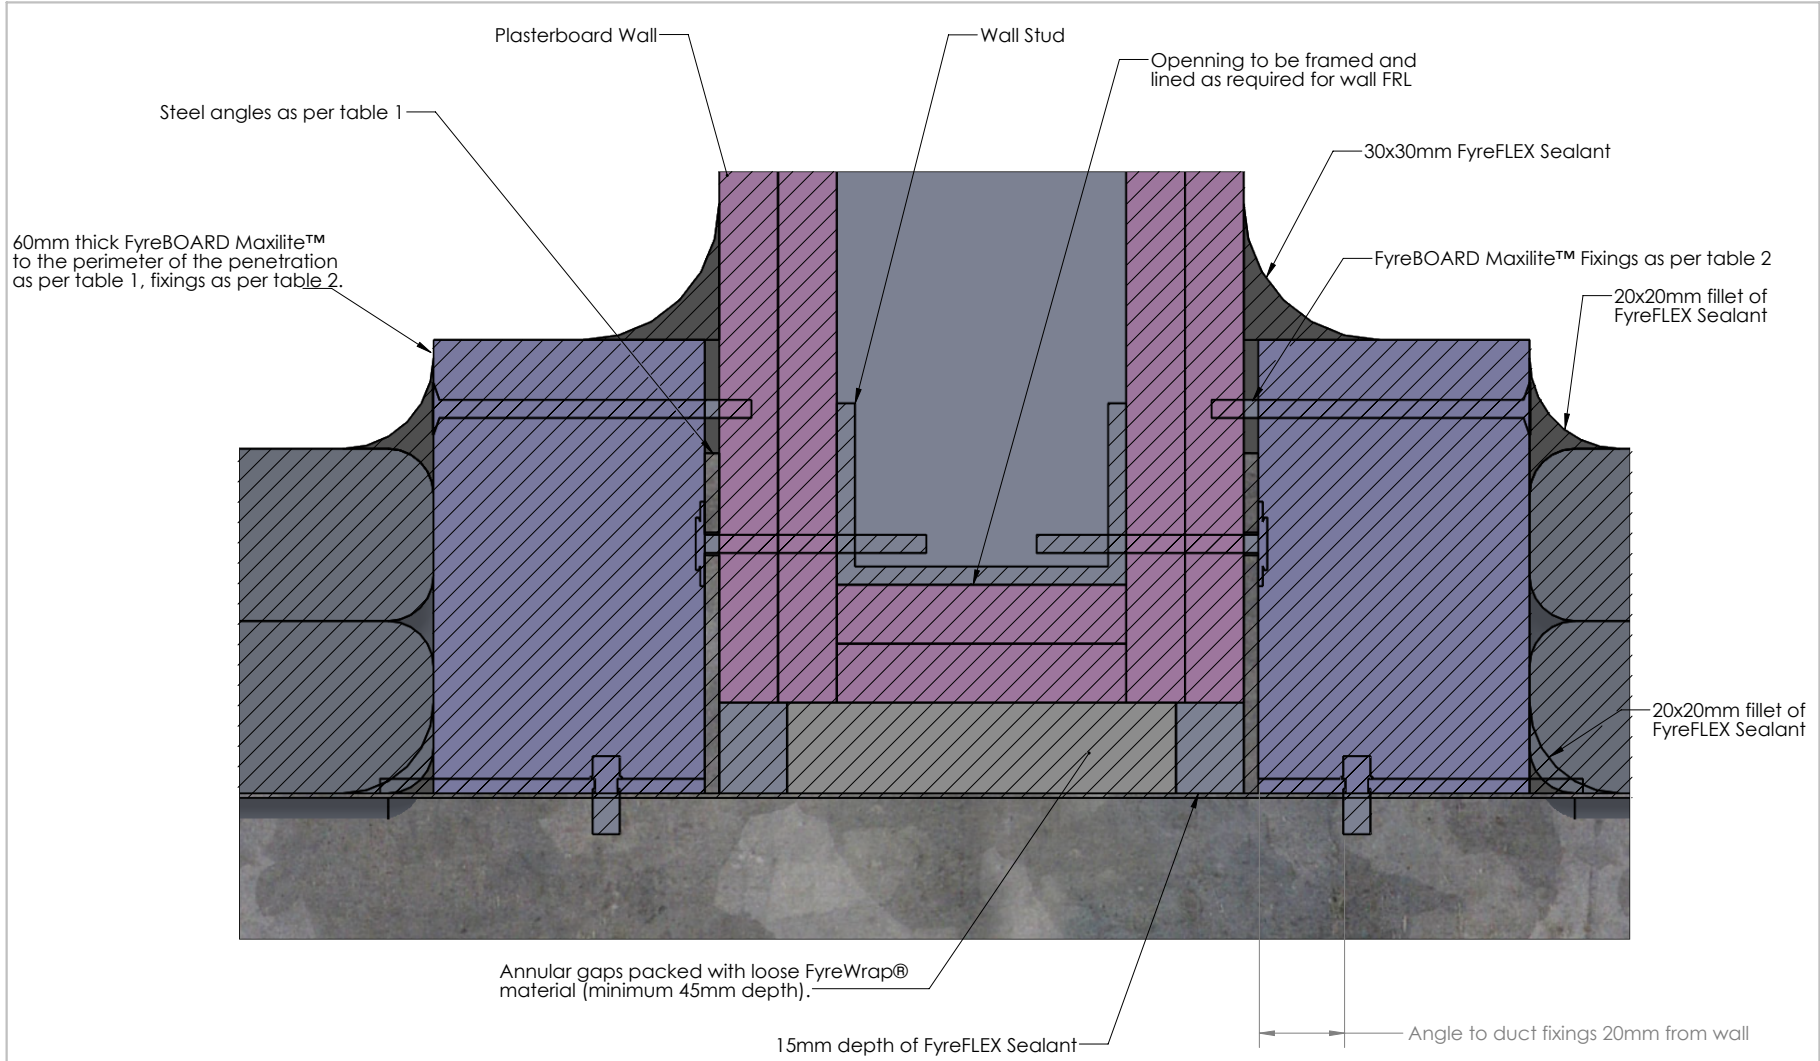 Plasterboard Wall
Wall Stud
Openning to be framed and
lined as required for wall FRL
Steel angles as per table 1
30x30mm FyreFLEX Sealant
60mm thick FyreBOARD Maxilite™
to the perimeter of the penetration
as per table 1, fixings as per table 2.
FyreBOARD Maxilite™ Fixings as per table 2
20x20mm fillet of
FyreFLEX Sealant
20x20mm fillet of
FyreFLEX Sealant
Annular gaps packed with loose FyreWrap®
material (minimum 45mm depth).
15mm depth of FyreFLEX Sealant
Angle to duct fixings 20mm from wall